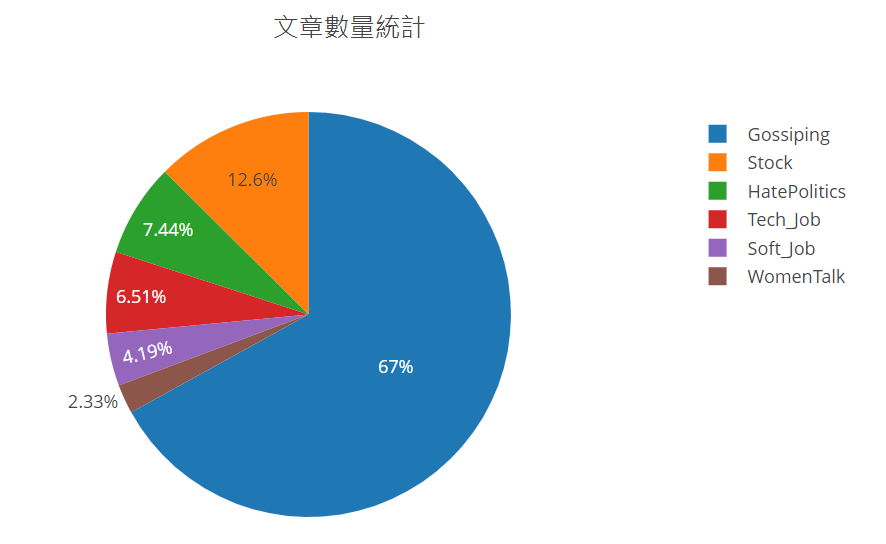 文章數量統計
12.6%
7.44%
6.51%
4.19%
2.33%
67%
Gossiping
Stock
HatePolitics
Tech_Job
Soft_Job
WomenTalk